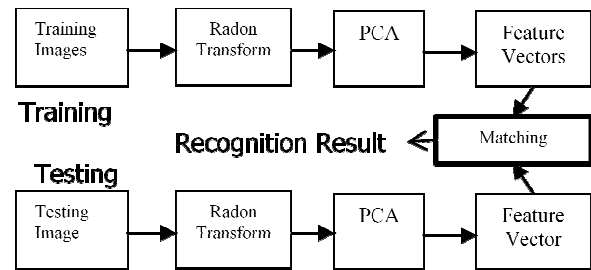 Training
Images
Radon
Transform
PCA
Feature
Vectors
Training
Matching
Recognition Result
Testing
Testing
Image
Radon
Transform
PCA
Feature
Vector